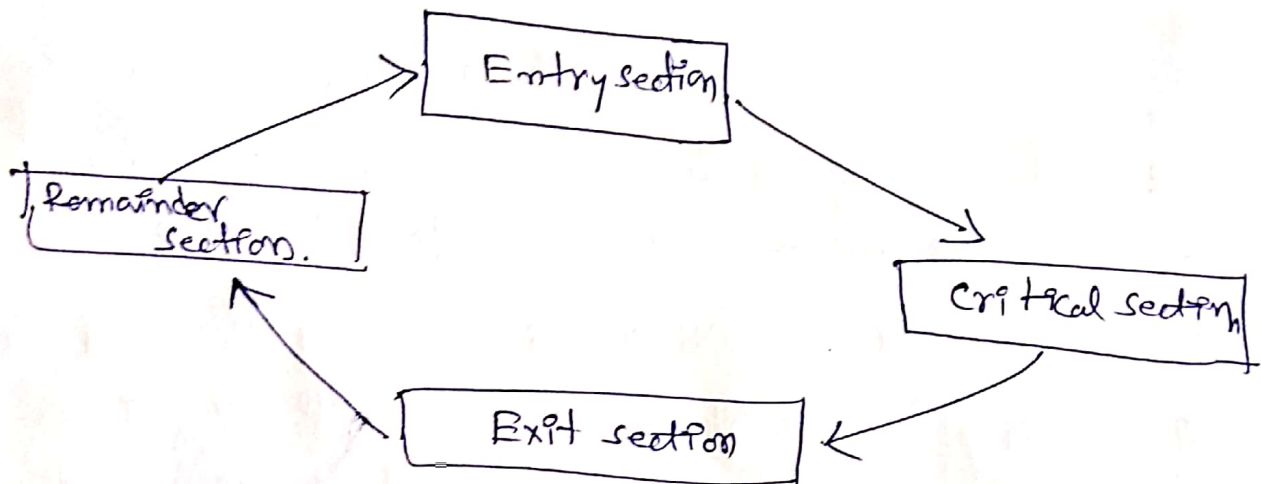 Entry section
Remainder
section.
Critical section
Exit section